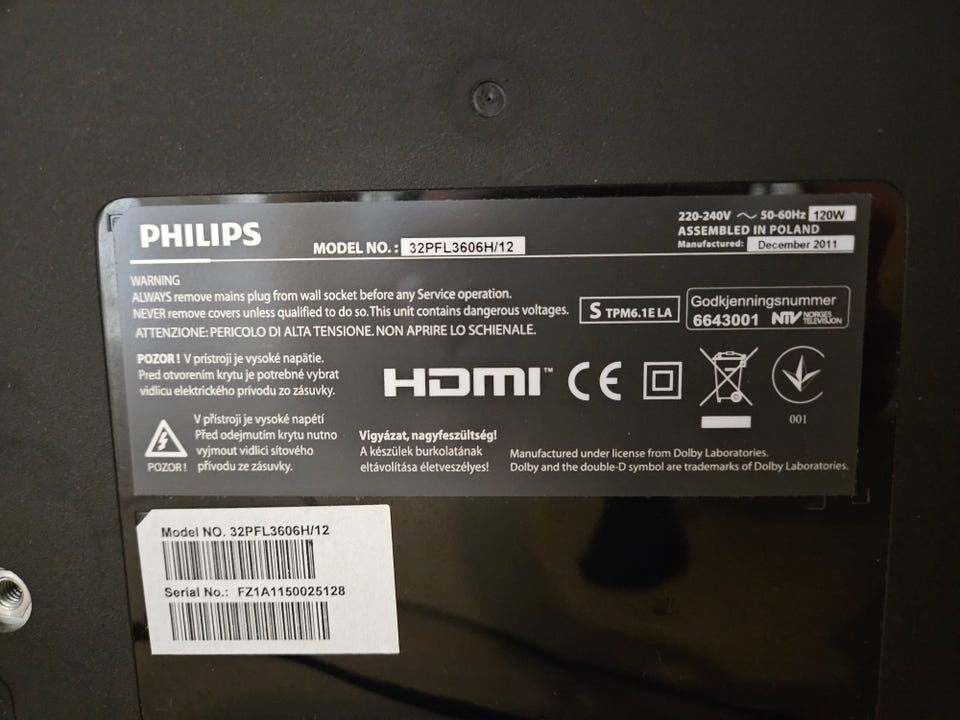 PHILIPS
MODEL NO. : 32PFL3606H/12
220-240V ~ 50-60Hz 120W
ASSEMBLED IN POLAND
Manufactured: December 2011
WARNING
ALWAYS remove mains plug from wall socket before any Service operation.
NEVER remove covers unless qualified to do so. This unit contains dangerous voltages.
ATTENZIONE: PERICOLO DI ALTA TENSIONE. NON APRIRE LO SCHIENALE.
S TPM6.1E LA
Godkjenningsnummer
6643001 NTV NORGES TELEVISJON
POZOR! V prístroji je vysoké napätie.
Pred otvorením krytu je potrebné vybrat
vidlicu elektrického prívodu zo zásuvky.
HDMI™ CE
001
V přístroji je vysoké napětí
Před odejmutím krytu nutno
vyjmout vidlici síťového
přívodu ze zásuvky.
POZOR!
Vigyázat, nagyfeszültség!
A készülek burkolatának
eltávolítása életveszélyes!
Manufactured under license from Dolby Laboratories.
Dolby and the double-D symbol are trademarks of Dolby Laboratories.
Model NO. 32PFL3606H/12
Serial No.: FZ1A1150025128